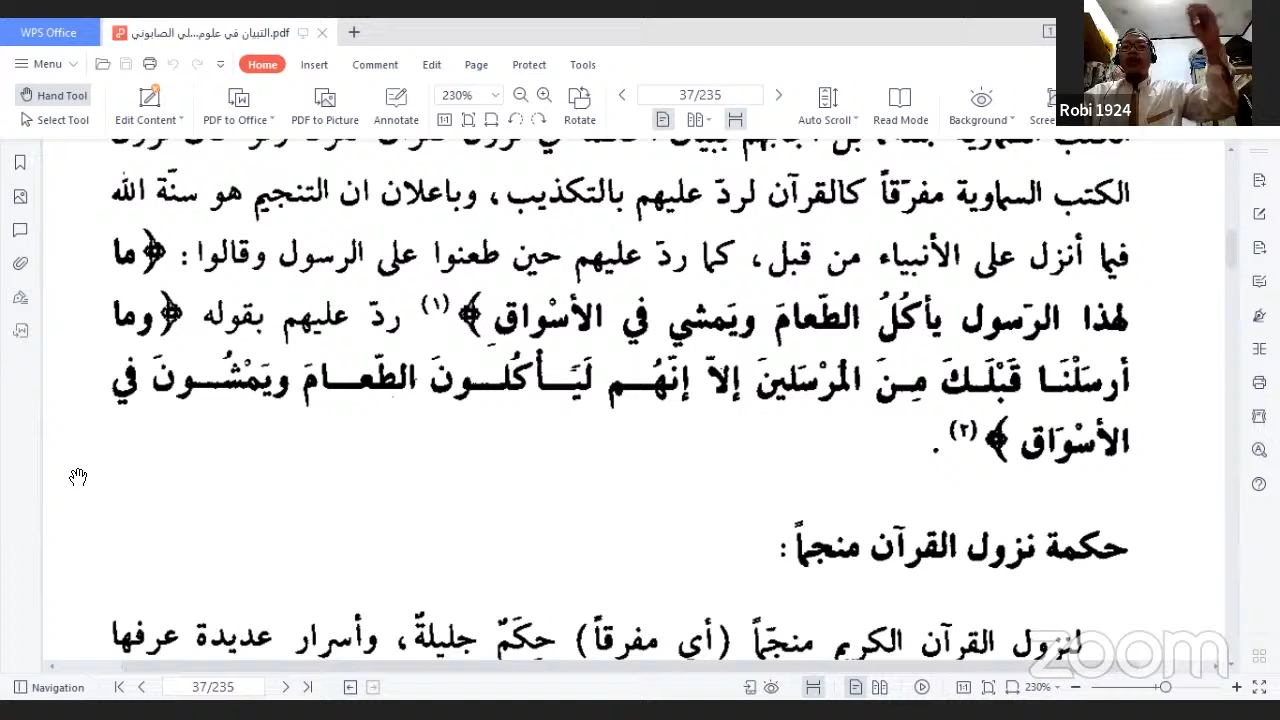 WPS Office
التبيان في علوم...لي الصابوني.pdf
Menu
Home
Insert
Comment
Edit
Page
Protect
Tools
Hand Tool
Select Tool
Edit Content
PDF to Office
PDF to Picture
Annotate
230%
Rotate
37/235
Auto Scroll
Read Mode
Background
Robi 1924
الكتب السماوية مفرّقاً كالقرآن لردّ عليهم بالتكذيب، وباعلان ان التنجيم هو سنّة الله
فيما أنزل على الأنبياء من قبل، كما ردّ عليهم حين طعنوا على الرسول وقالوا: ﴿ما
لهذا الرّسول يأكُلُ الطّعامَ ويَمشي في الأسْواقِ﴾(١) ردّ عليهم بقوله ﴿وما
أرسَلْنَا قَبْلَكَ مِنَ المُرْسَلينَ إلاّ إنّهُم لَيَأكُلونَ الطّعامَ ويَمْشُونَ في
الأسْوَاق﴾(٢).
حكمة نزول القرآن منجماً:
لنزول القرآن الكريم منجّماً (أي مفرقاً) حِكَمٌ جليلةٌ، وأسرار عديدة عرفها
zoom
Navigation
37/235
230%